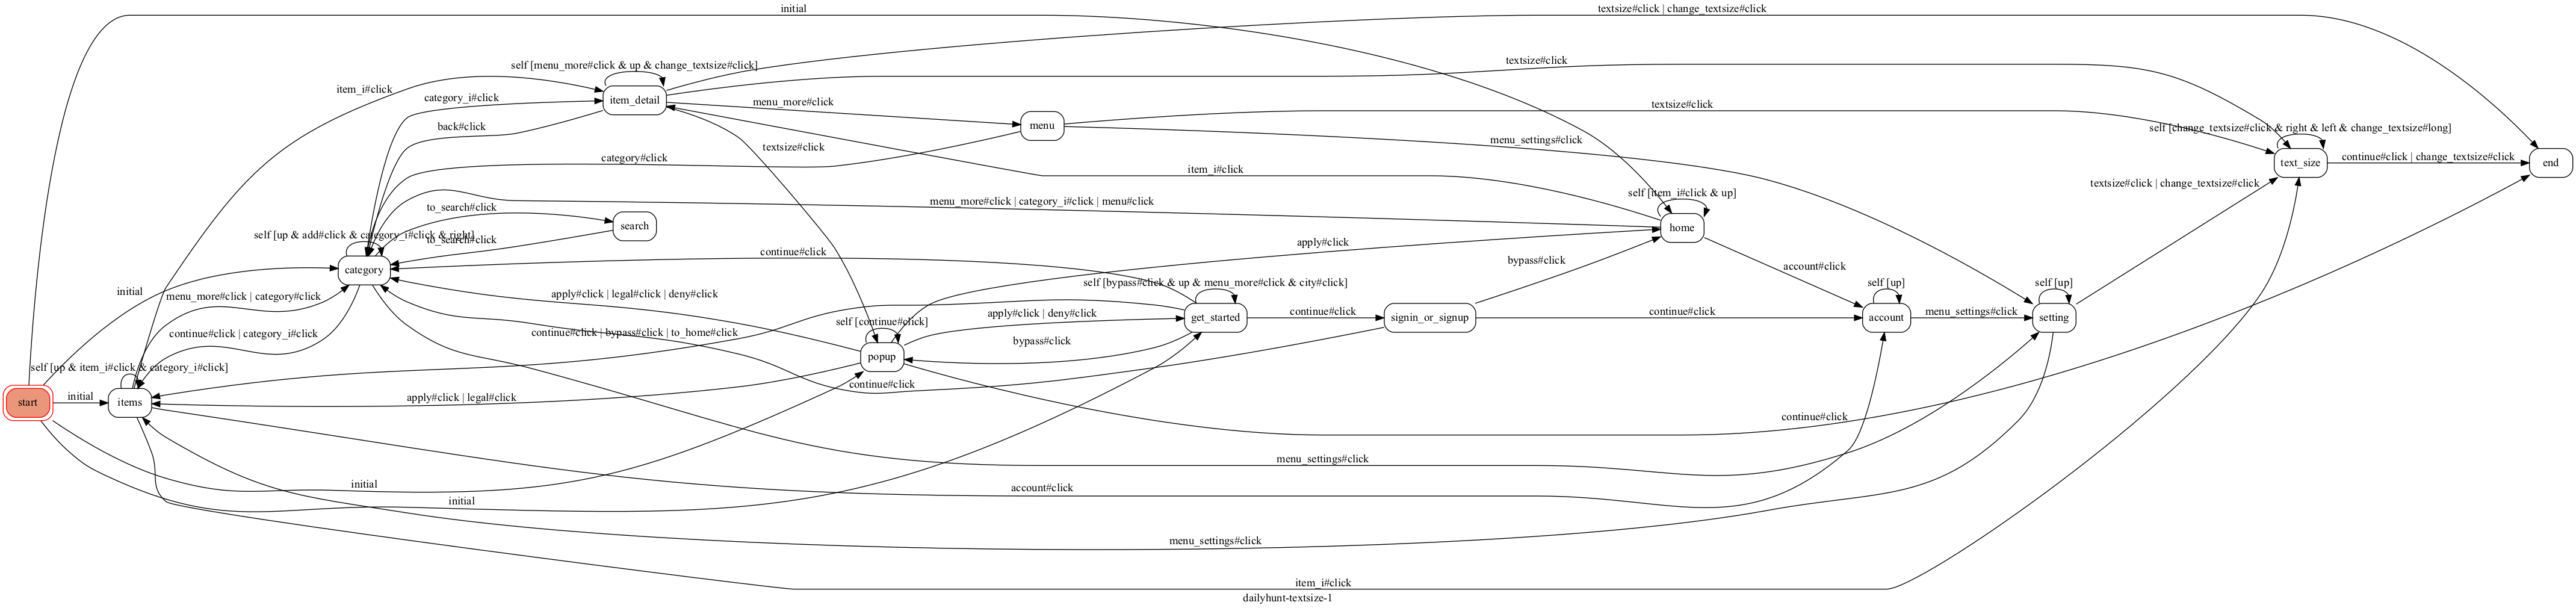 initial
textsize#click | change_textsize#click
self [menu_more#click & up & change_textsize#click]
textsize#click
item_i#click
category_i#click
item_detail
menu_more#click
textsize#click
menu
back#click
textsize#click
menu_settings#click
self [change_textsize#click & right & left & change_textsize#long]
category#click
continue#click | change_textsize#click
text_size
end
item_i#click
textsize#click | change_textsize#click
self [item_i#click & up]
menu_more#click | category_i#click | menu#click
to_search#click
search
home
self [up & add#click & category_i#click & right]
to_search#click
apply#click
continue#click
bypass#click
account#click
category
self [bypass#click & up & menu_more#click & city#click]
self [up]
self [up]
initial
menu_more#click | category#click
apply#click | legal#click | deny#click
apply#click | deny#click
get_started
continue#click
signin_or_signup
continue#click
account
menu_settings#click
setting
self [continue#click]
continue#click | category_i#click
continue#click | bypass#click | to_home#click
bypass#click
popup
self [up & item_i#click & category_i#click]
continue#click
start
initial
items
apply#click | legal#click
continue#click
menu_settings#click
initial
account#click
initial
menu_settings#click
item_i#click
dailyhunt-textsize-1